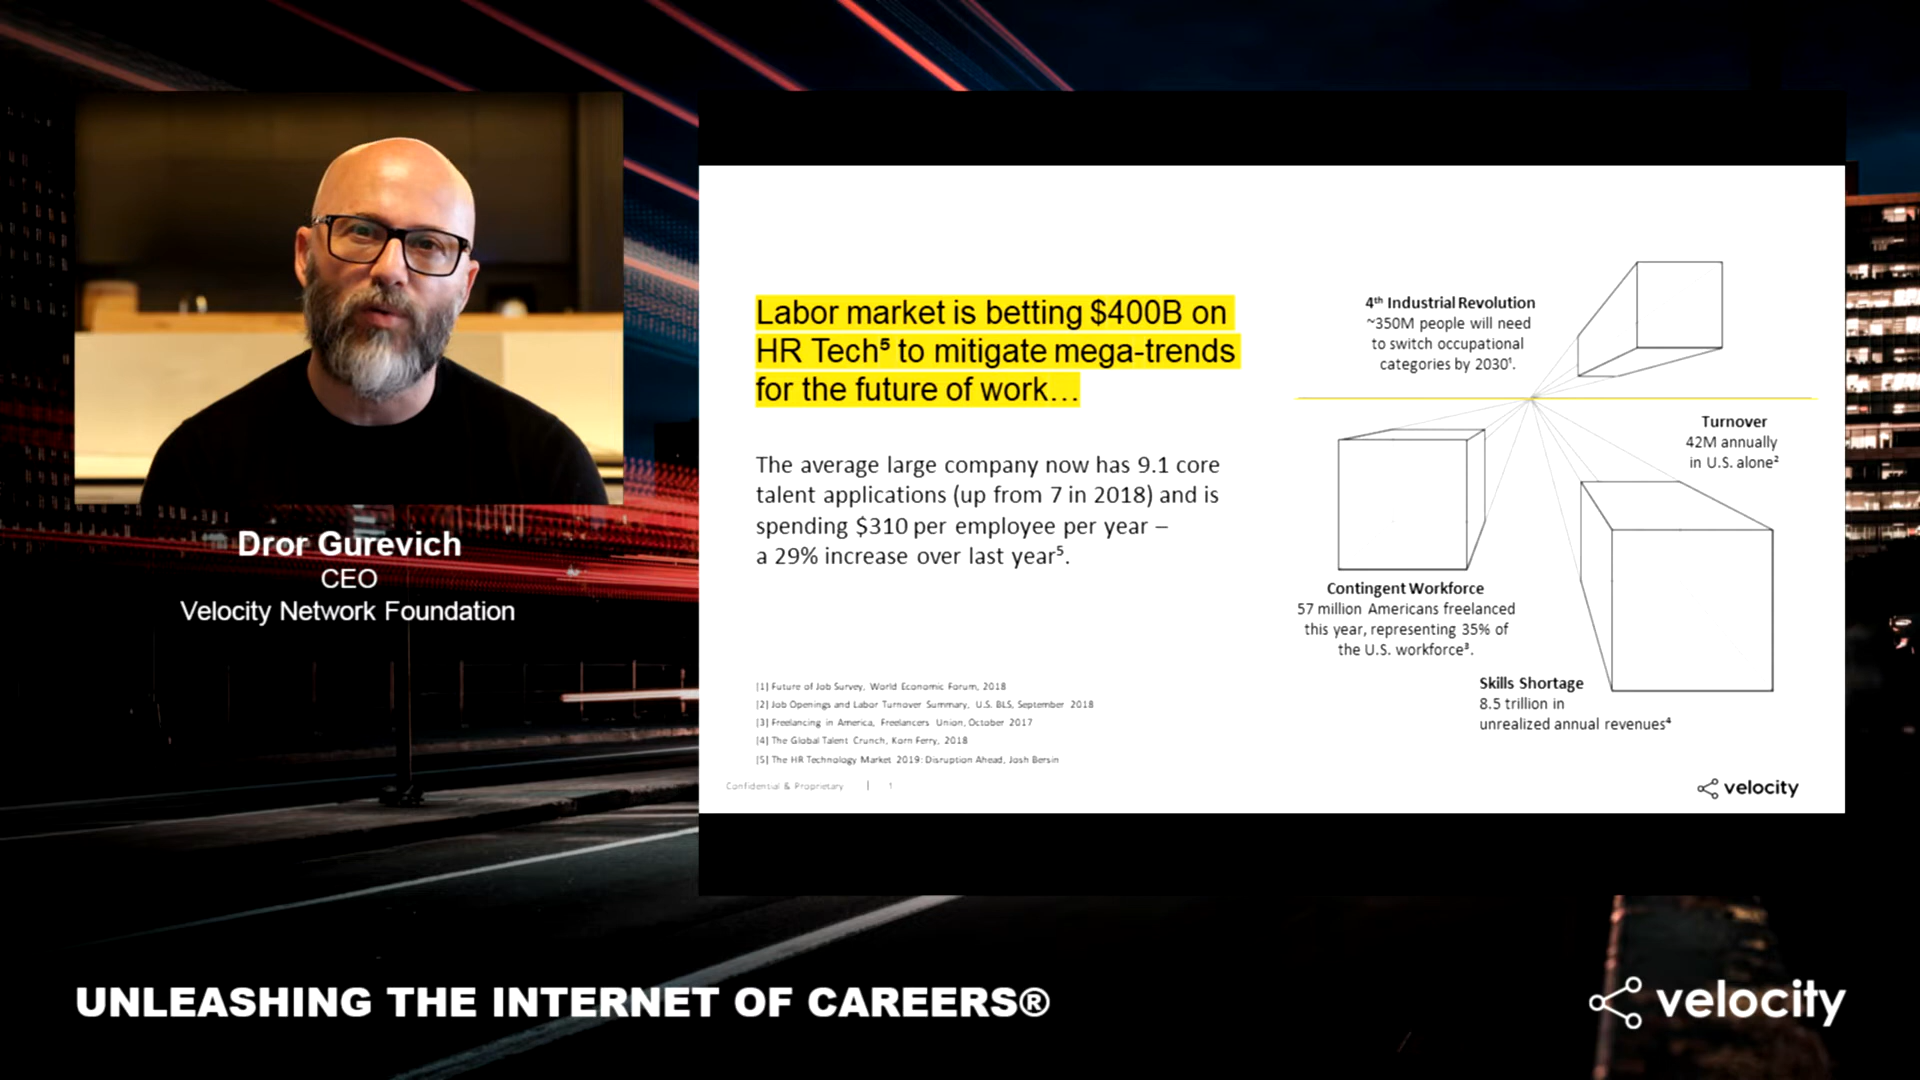 Dror Gurevich
CEO
Velocity Network Foundation
Labor market is betting $400B on
HR Tech⁵ to mitigate mega-trends
for the future of work…
The average large company now has 9.1 core
talent applications (up from 7 in 2018) and is
spending $310 per employee per year –
a 29% increase over last year⁵.
4ᵗʰ Industrial Revolution
~350M people will need
to switch occupational
categories by 2030¹.
Turnover
42M annually
in U.S. alone²
Contingent Workforce
57 million Americans freelanced
this year, representing 35% of
the U.S. workforce³.
Skills Shortage
8.5 trillion in
unrealized annual revenues⁴
[1] Future of Job Survey, World Economic Forum, 2018
[2] Job Openings and Labor Turnover Summary, U.S. BLS, September 2018
[3] Freelancing in America, Freelancers Union, October 2017
[4] The Global Talent Crunch, Korn Ferry, 2018
[5] The HR Technology Market 2019: Disruption Ahead, Josh Bersin
Confidential & Proprietary | 1
velocity
UNLEASHING THE INTERNET OF CAREERS®
velocity